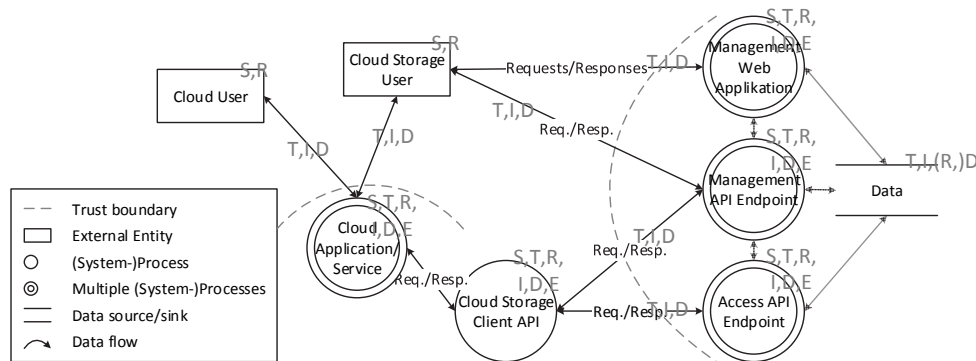 S,T,R,
I,D,E
Management
Web
Applikation
S,R
Cloud Storage
User
Requests/Responses
T,I,D
S,R
Cloud User
T,I,D
Req./Resp.
T,I,D
T,I,D
S,T,R,
I,D,E
Management
API Endpoint
T,I,(R,)D
Data
S,T,R,
I,D,E
Cloud
Application/
Service
T,I,D
Req./Resp.
Req./Resp.
S,T,R,
I,D,E
Cloud Storage
Client API
Req./Resp.
T,I,D
S,T,R,
I,D,E
Access API
Endpoint
Trust boundary
External Entity
(System-)Process
Multiple (System-)Processes
Data source/sink
Data flow